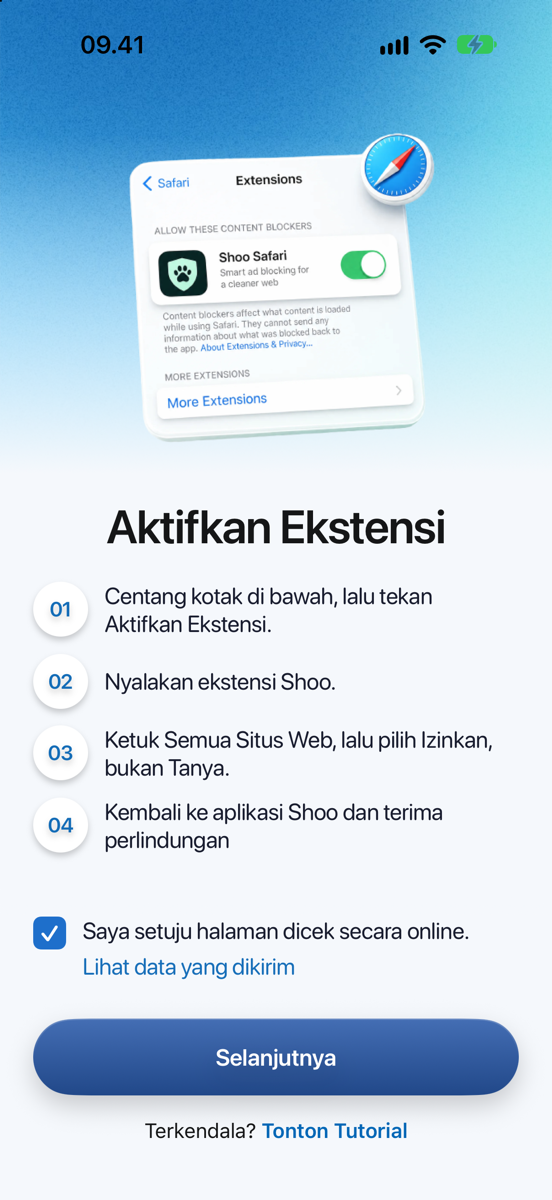 09.41
Safari
Extensions
ALLOW THESE CONTENT BLOCKERS
Shoo Safari
Smart ad blocking for
a cleaner web
Content blockers affect what content is loaded
while using Safari. They cannot send any
information about what was blocked back to
the app. About Extensions & Privacy...
MORE EXTENSIONS
More Extensions
Aktifkan Ekstensi
01
Centang kotak di bawah, lalu tekan
Aktifkan Ekstensi.
02
Nyalakan ekstensi Shoo.
03
Ketuk Semua Situs Web, lalu pilih Izinkan,
bukan Tanya.
04
Kembali ke aplikasi Shoo dan terima
perlindungan
Saya setuju halaman dicek secara online.
Lihat data yang dikirim
Selanjutnya
Terkendala? Tonton Tutorial